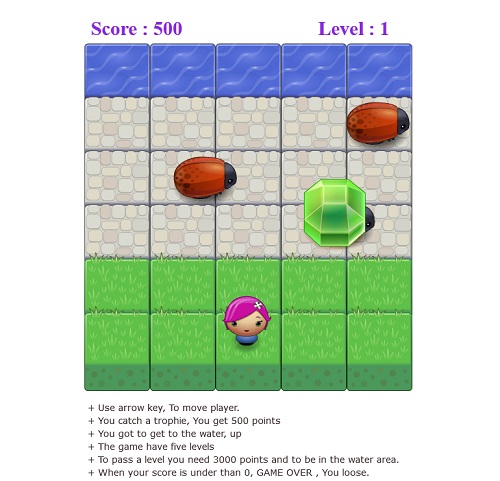 Score : 500 Level : 1
+ Use arrow key, To move player.
+ You catch a trophie, You get 500 points
+ You got to get to the water, up
+ The game have five levels
+ To pass a level you need 3000 points and to be in the water area.
+ When your score is under than 0, GAME OVER , You loose.